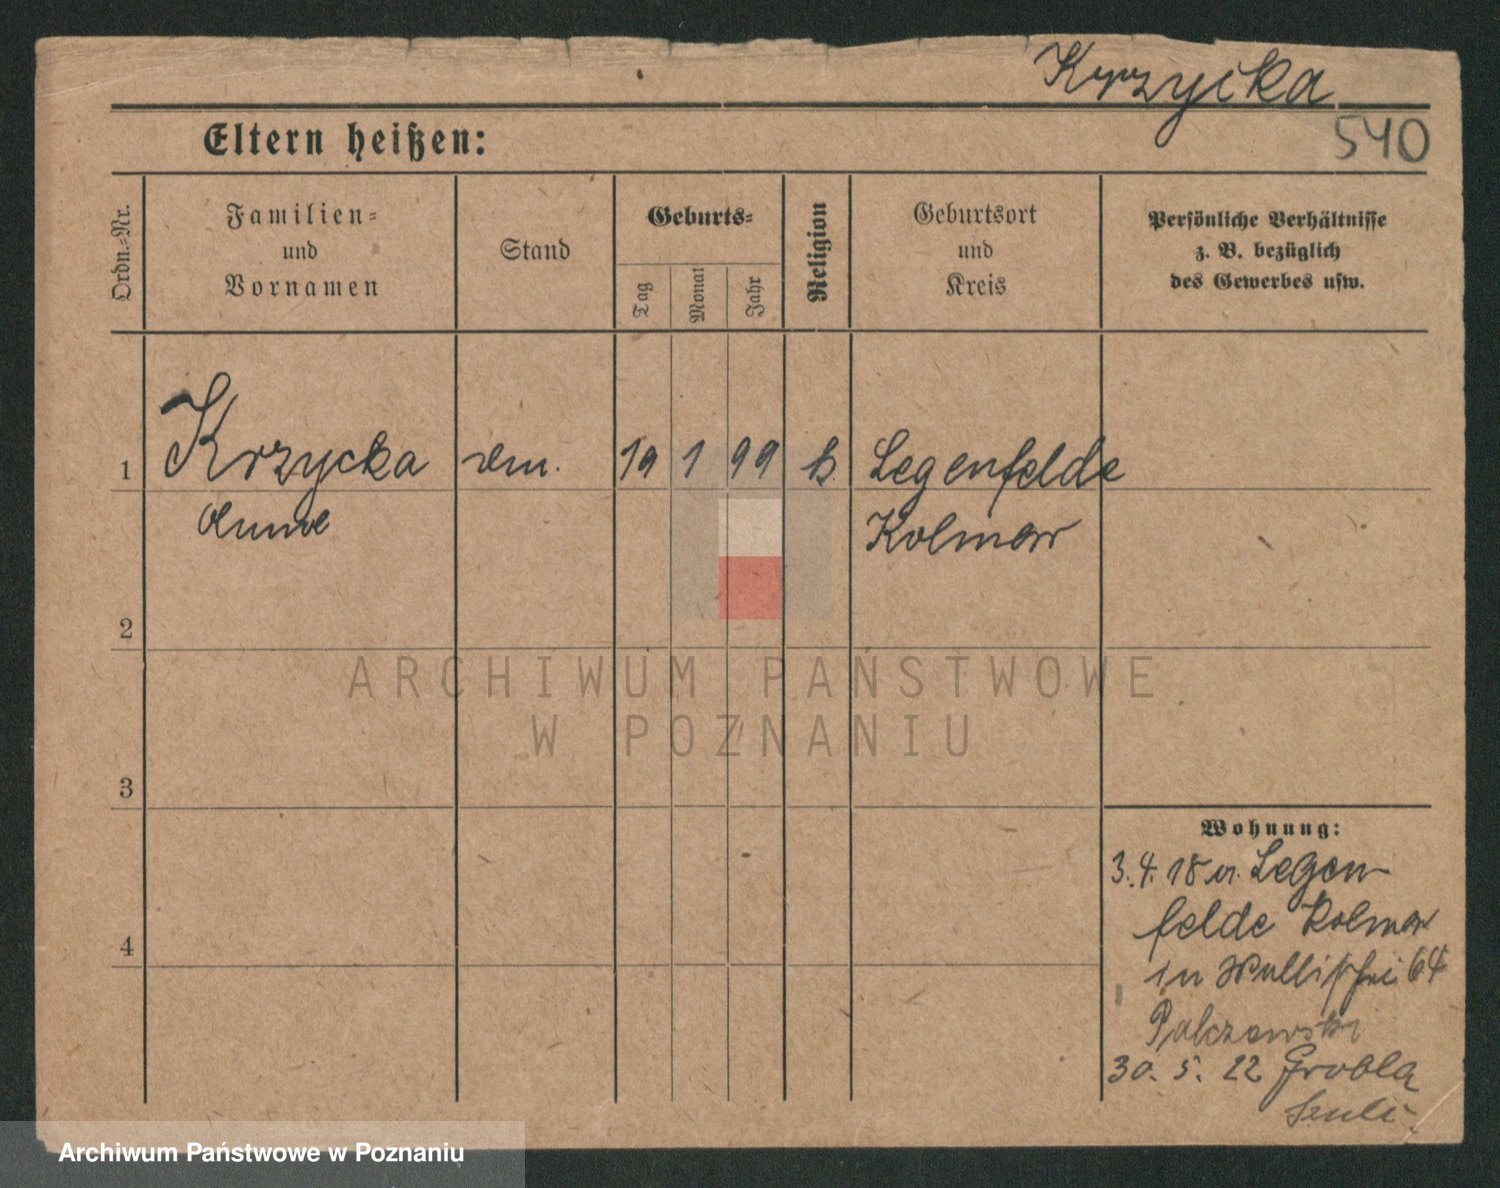 Krzycka
540
Eltern heißen:
Ordn.-Nr.
Familien-
und
Vornamen
Stand
Geburts-
Tag
Monat
Jahr
Religion
Geburtsort
und
Kreis
Persönliche Verhältnisse
z. B. bezüglich
des Gewerbes usw.
1 Krzycka 1 99 k Legenfelde
Kolmar
2
3
4
Wohnung:
3. 4. 18 v. Legen-
felde Kolmar
in 64
Palczewski
30. 5. 22 Grobla
ARCHIWUM PAŃSTWOWE
W POZNANIU
Archiwum Państwowe w Poznaniu